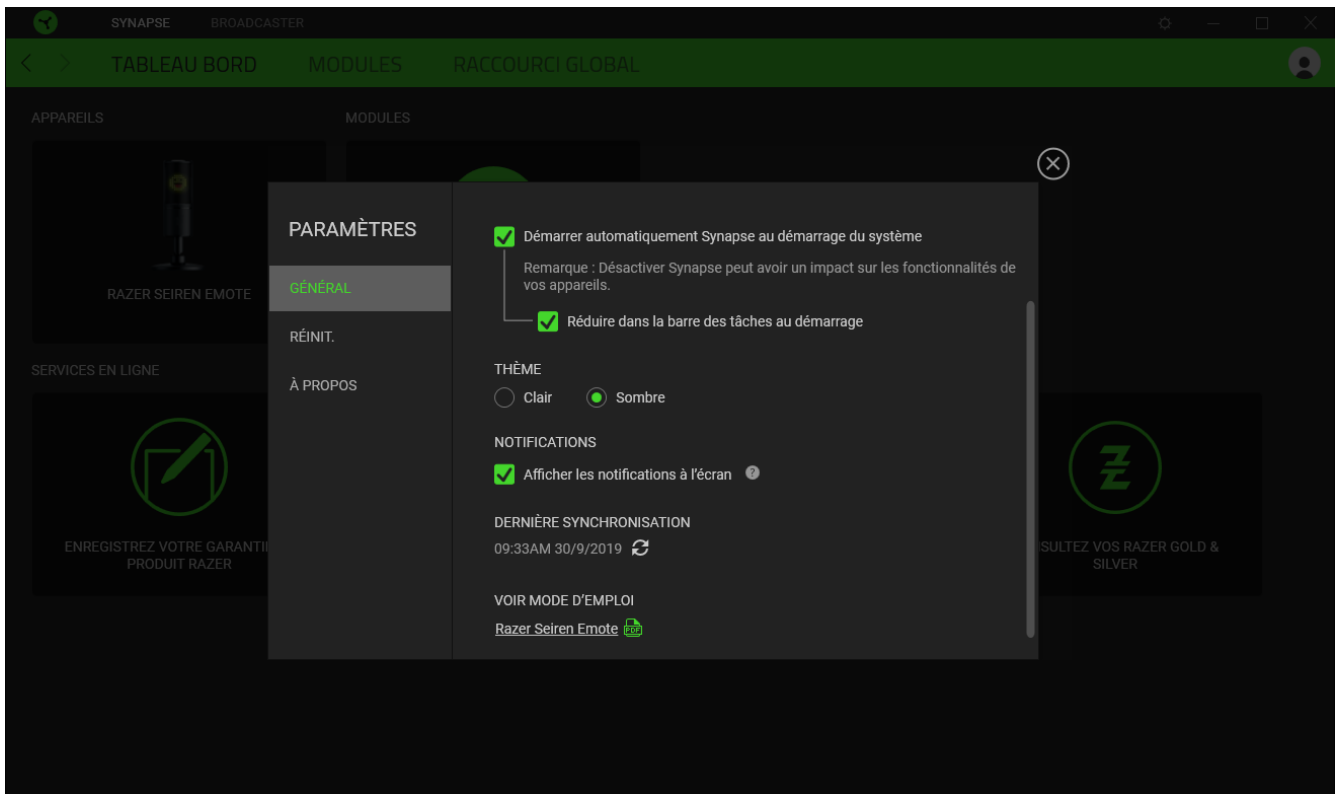 SYNAPSE
BROADCASTER
TABLEAU BORD
MODULES
RACCOURCI GLOBAL
APPAREILS
MODULES
RAZER SEIREN EMOTE
SERVICES EN LIGNE
ENREGISTREZ VOTRE
PRODUIT RAZER
VOS RAZER GOLD &
SILVER
PARAMÈTRES
GÉNÉRAL
RÉINIT.
À PROPOS
Démarrer automatiquement Synapse au démarrage du système
Remarque : Désactiver Synapse peut avoir un impact sur les fonctionnalités de
vos appareils.
Réduire dans la barre des tâches au démarrage
THÈME
Clair
Sombre
NOTIFICATIONS
Afficher les notifications à l'écran ?
DERNIÈRE SYNCHRONISATION
09:33AM 30/9/2019
VOIR MODE D'EMPLOI
Razer Seiren Emote PDF